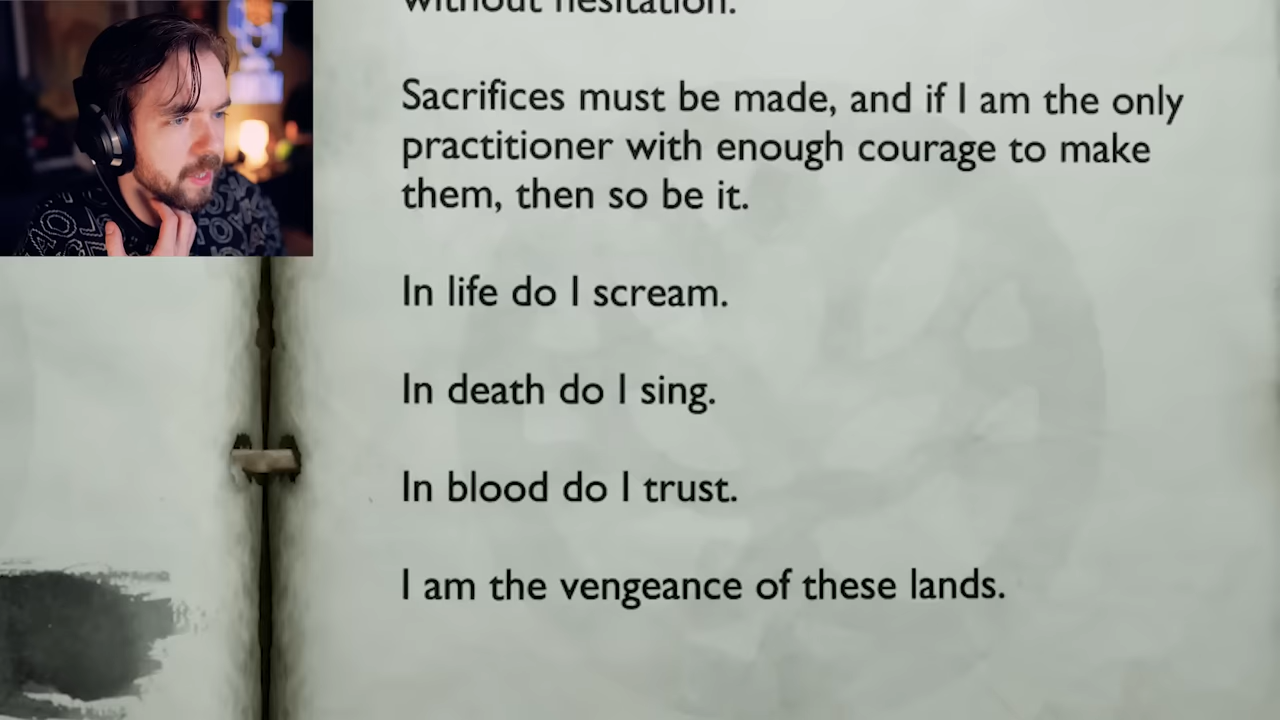 without hesitation.
Sacrifices must be made, and if I am the only
practitioner with enough courage to make
them, then so be it.
In life do I scream.
In death do I sing.
In blood do I trust.
I am the vengeance of these lands.